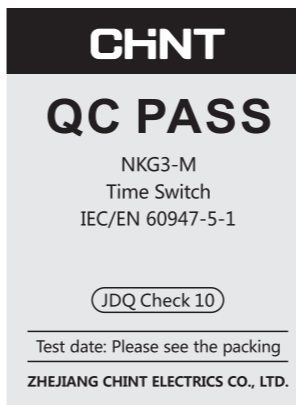 CHINT
QC PASS
NKG3-M
Time Switch
IEC/EN 60947-5-1
JDQ Check 10
Test date: Please see the packing
ZHEJIANG CHINT ELECTRICS CO., LTD.